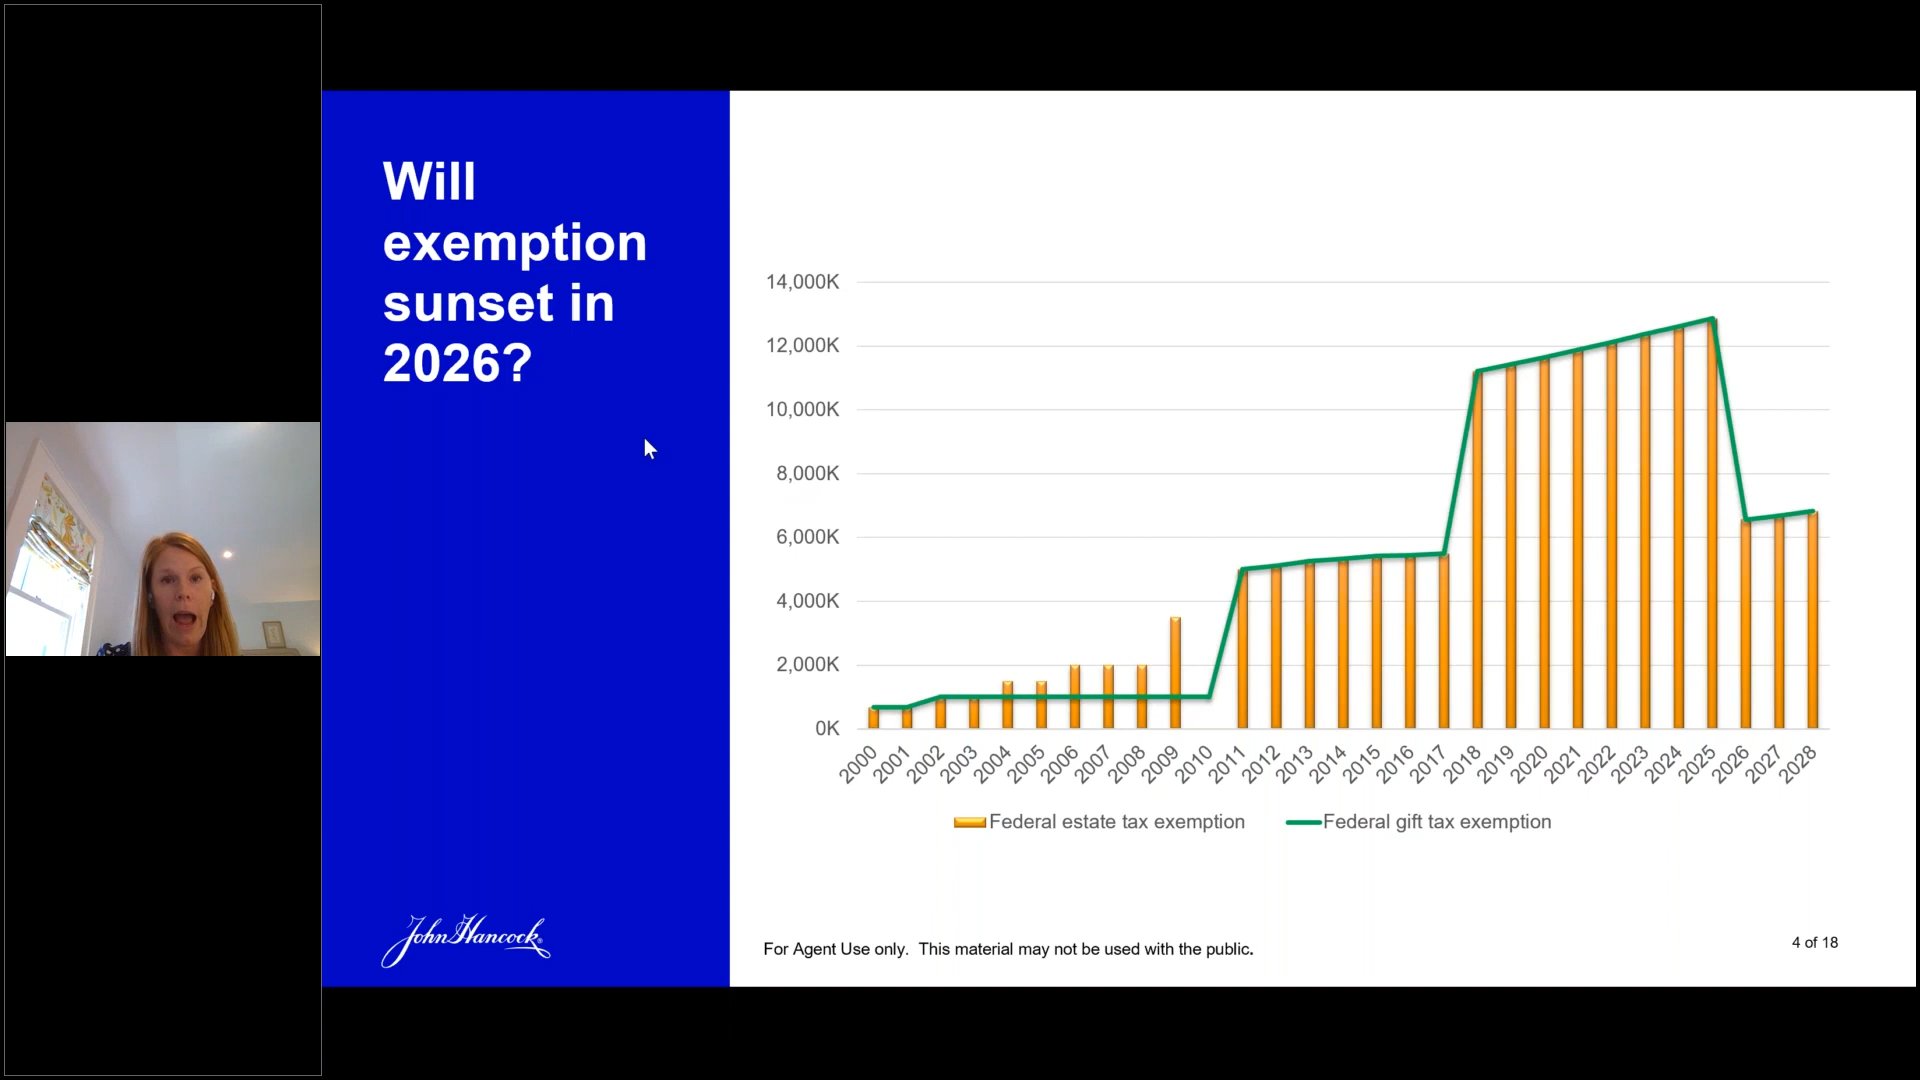 Will
exemption
sunset in
2026?
14,000K
12,000K
10,000K
8,000K
6,000K
4,000K
2,000K
0K
2000 2001 2002 2003 2004 2005 2006 2007 2008 2009 2010 2011 2012 2013 2014 2015 2016 2017 2018 2019 2020 2021 2022 2023 2024 2025 2026 2027 2028
Federal estate tax exemption Federal gift tax exemption
John Hancock®
For Agent Use only. This material may not be used with the public.
4 of 18